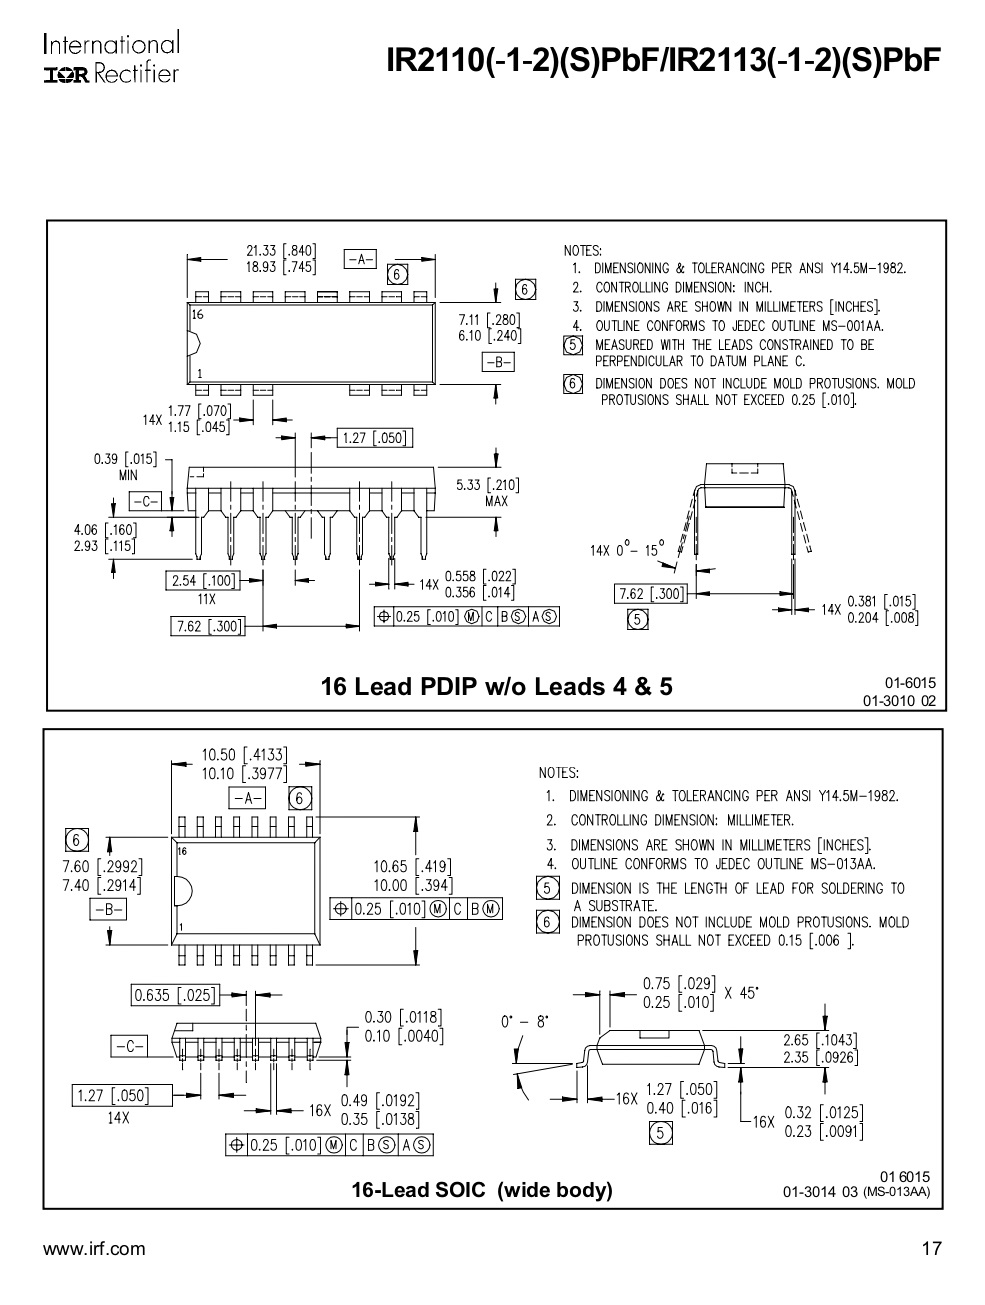 International
IOR Rectifier
IR2110(-1-2)(S)PbF/IR2113(-1-2)(S)PbF
21.33 [.840]
18.93 [.745]
-A-
6
6
16
1
7.11 [.280]
6.10 [.240]
-B-
14X 1.77 [.070]
1.15 [.045]
1.27 [.050]
0.39 [.015]
MIN
-C-
5.33 [.210]
MAX
4.06 [.160]
2.93 [.115]
2.54 [.100]
11X
14X 0.558 [.022]
0.356 [.014]
⌖ 0.25 [.010] Ⓜ C B Ⓢ A Ⓢ
7.62 [.300]
NOTES:
1. DIMENSIONING & TOLERANCING PER ANSI Y14.5M-1982.
2. CONTROLLING DIMENSION: INCH.
3. DIMENSIONS ARE SHOWN IN MILLIMETERS [INCHES].
4. OUTLINE CONFORMS TO JEDEC OUTLINE MS-001AA.
5 MEASURED WITH THE LEADS CONSTRAINED TO BE
PERPENDICULAR TO DATUM PLANE C.
6 DIMENSION DOES NOT INCLUDE MOLD PROTUSIONS. MOLD
PROTUSIONS SHALL NOT EXCEED 0.25 [.010].
14X 0°- 15°
7.62 [.300]
5
14X 0.381 [.015]
0.204 [.008]
16 Lead PDIP w/o Leads 4 & 5
01-6015
01-3010 02
10.50 [.4133]
10.10 [.3977]
-A-
6
6
7.60 [.2992]
7.40 [.2914]
-B-
16
1
10.65 [.419]
10.00 [.394]
⌖ 0.25 [.010] Ⓜ C B Ⓜ
0.635 [.025]
-C-
0.30 [.0118]
0.10 [.0040]
1.27 [.050]
14X
16X 0.49 [.0192]
0.35 [.0138]
⌖ 0.25 [.010] Ⓜ C B Ⓢ A Ⓢ
NOTES:
1. DIMENSIONING & TOLERANCING PER ANSI Y14.5M-1982.
2. CONTROLLING DIMENSION: MILLIMETER.
3. DIMENSIONS ARE SHOWN IN MILLIMETERS [INCHES].
4. OUTLINE CONFORMS TO JEDEC OUTLINE MS-013AA.
5 DIMENSION IS THE LENGTH OF LEAD FOR SOLDERING TO
A SUBSTRATE.
6 DIMENSION DOES NOT INCLUDE MOLD PROTUSIONS. MOLD
PROTUSIONS SHALL NOT EXCEED 0.15 [.006 ].
0.75 [.029]
0.25 [.010] X 45°
0° - 8°
2.65 [.1043]
2.35 [.0926]
16X 1.27 [.050]
0.40 [.016]
5
16X 0.32 [.0125]
0.23 [.0091]
16-Lead SOIC (wide body)
01 6015
01-3014 03 (MS-013AA)
www.irf.com
17